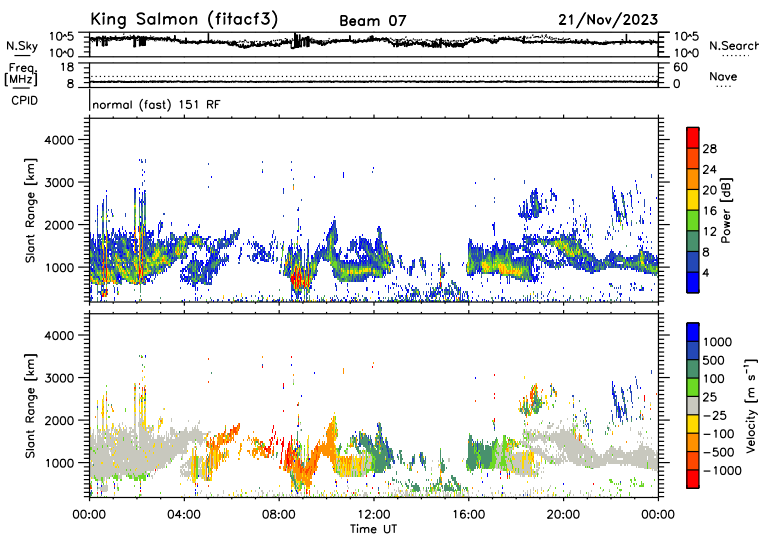 King Salmon (fitacf3) Beam 07 21/Nov/2023
N.Sky 10^5 10^0 10^5 10^0 N.Search
Freq. [MHz] 18 8 60 0 Nave
CPID normal (fast) 151 RF
Slant Range [km] 4000 3000 2000 1000
Power [dB] 28 24 20 16 12 8 4
Slant Range [km] 4000 3000 2000 1000
Velocity [m s⁻¹] 1000 500 100 25 −25 −100 −500 −1000
00:00 04:00 08:00 12:00 16:00 20:00 00:00
Time UT